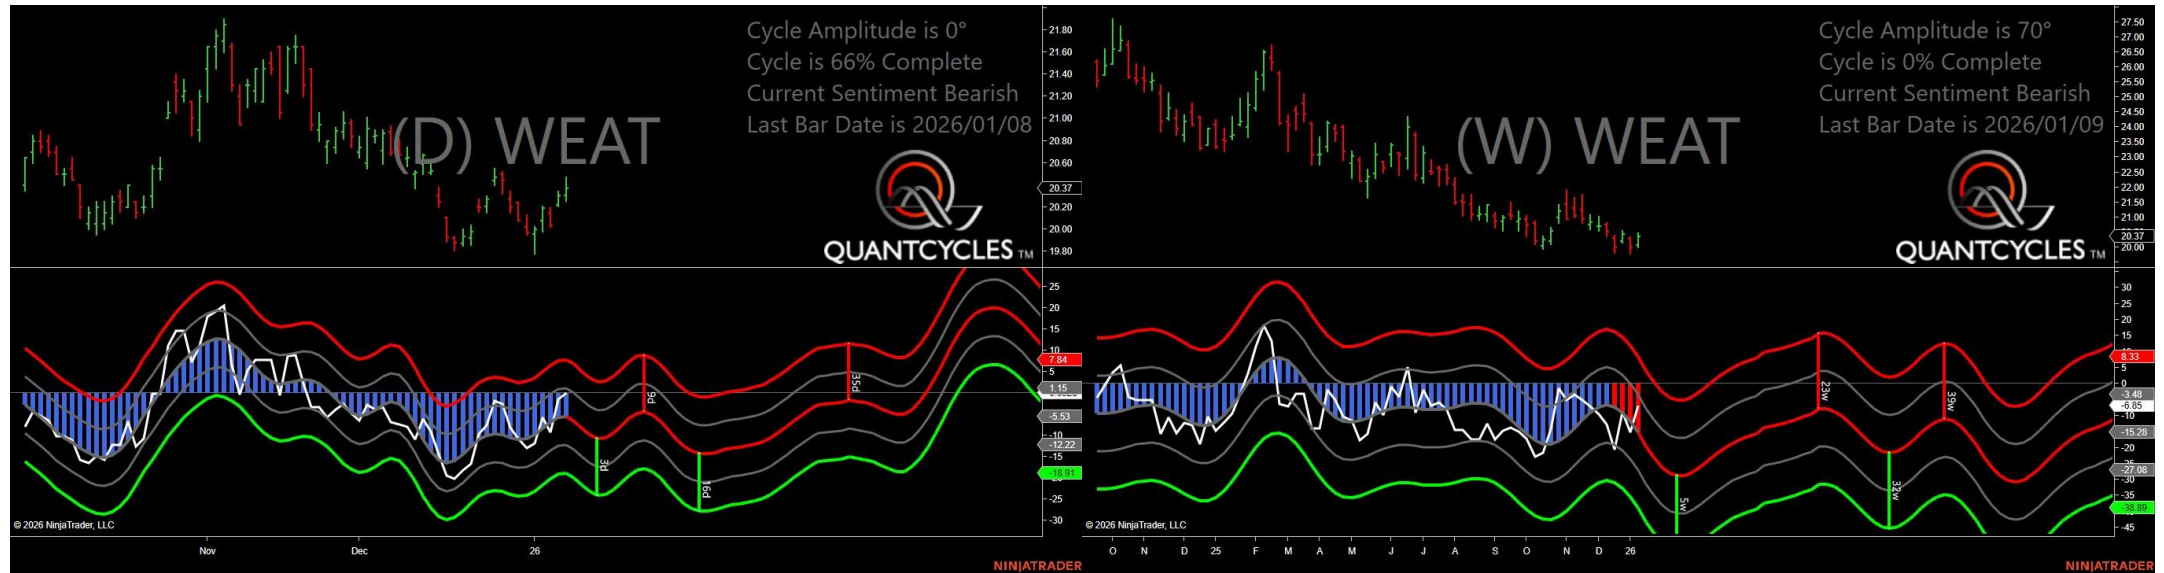 Cycle Amplitude is 0°
Cycle is 66% Complete
Current Sentiment Bearish
Last Bar Date is 2026/01/08
(D) WEAT
QUANTCYCLES TM
21.80
21.60
21.40
21.20
21.00
20.80
20.60
20.37
20.20
20.00
19.80
25
20
15
10
7.84
5
1.15
-5.53
-10
-12.22
-15
-18.91
-25
-30
3d
9d
16d
35d
© 2026 NinjaTrader, LLC
Nov
Dec
26
NINJATRADER
Cycle Amplitude is 70°
Cycle is 0% Complete
Current Sentiment Bearish
Last Bar Date is 2026/01/09
(W) WEAT
QUANTCYCLES TM
27.50
27.00
26.50
26.00
25.50
25.00
24.50
24.00
23.50
23.00
22.50
22.00
21.50
21.00
20.37
20.00
30
25
20
15
8.33
5
0
-3.48
-6.85
-10
-15.28
-20
-27.08
-30
-35
-38.89
-45
5w
23w
32w
39w
© 2026 NinjaTrader, LLC
O
N
D
25
F
M
A
M
J
J
A
S
O
N
D
26
NINJATRADER